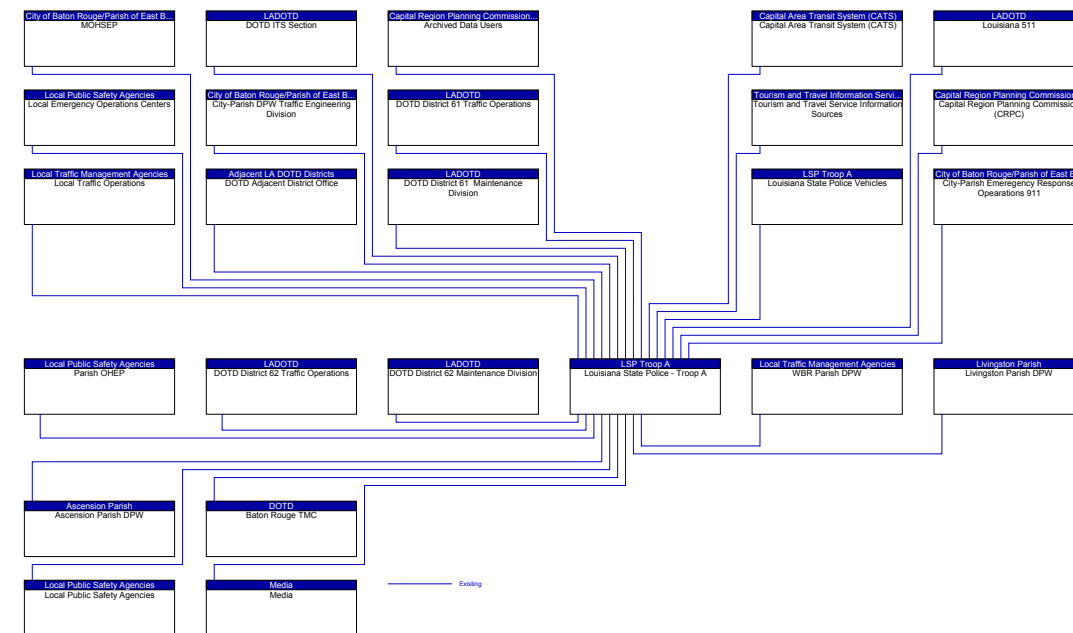 City of Baton Rouge/Parish of East B...
MOHSEP
LADOTD
DOTD ITS Section
Capital Region Planning Commission...
Archived Data Users
Capital Area Transit System (CATS)
Capital Area Transit System (CATS)
LADOTD
Louisiana 511
Local Public Safety Agencies
Local Emergency Operations Centers
City of Baton Rouge/Parish of East B...
City-Parish DPW Traffic Engineering
Division
LADOTD
DOTD District 61 Traffic Operations
Tourism and Travel Information Servi...
Tourism and Travel Service Information
Sources
Capital Region Planning Commission
Capital Region Planning Commissio
(CRPC)
Local Traffic Management Agencies
Local Traffic Operations
Adjacent LA DOTD Districts
DOTD Adjacent District Office
LADOTD
DOTD District 61 Maintenance
Division
LSP Troop A
Louisiana State Police Vehicles
City of Baton Rouge/Parish of East B
City-Parish Emeregency Response
Opearations 911
Local Public Safety Agencies
Parish OHEP
LADOTD
DOTD District 62 Traffic Operations
LADOTD
DOTD District 62 Maintenance Division
LSP Troop A
Louisiana State Police - Troop A
Local Traffic Management Agencies
WBR Parish DPW
Livingston Parish
Livingston Parish DPW
Ascension Parish
Ascension Parish DPW
DOTD
Baton Rouge TMC
Local Public Safety Agencies
Local Public Safety Agencies
Media
Media
Existing